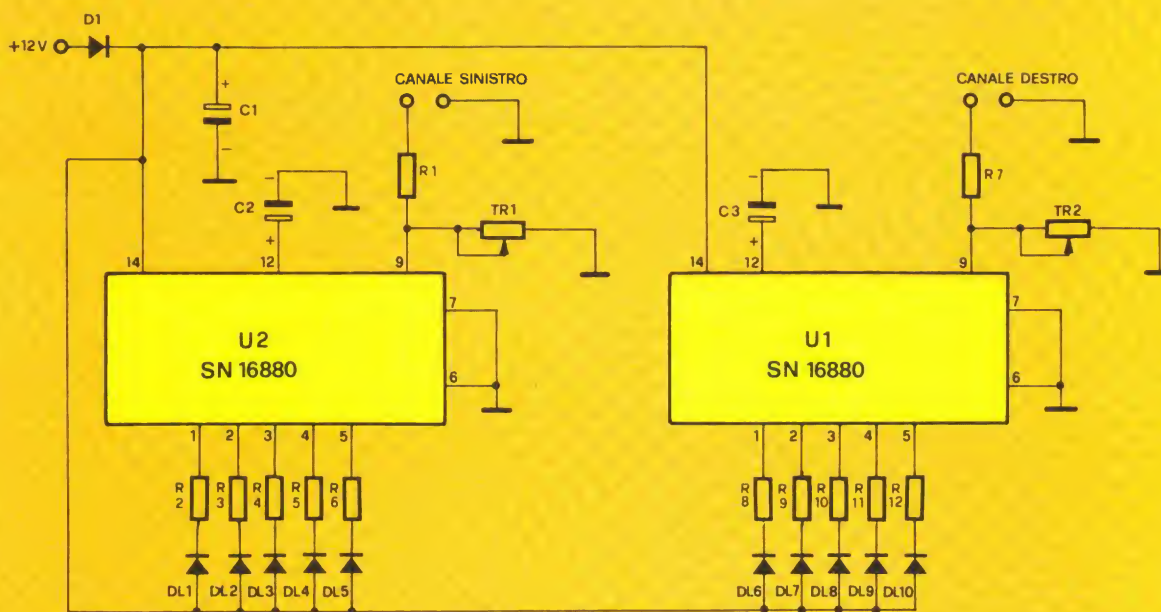 D1
+12V
+
C1
-
CANALE SINISTRO
CANALE DESTRO
R1
R7
-
C2
+
TR1
-
C3
+
TR2
14
12
9
14
12
9
U2
SN 16880
7
6
U1
SN 16880
7
6
1 2 3 4 5
1 2 3 4 5
R2 R3 R4 R5 R6
R8 R9 R10 R11 R12
DL1 DL2 DL3 DL4 DL5
DL6 DL7 DL8 DL9 DL10